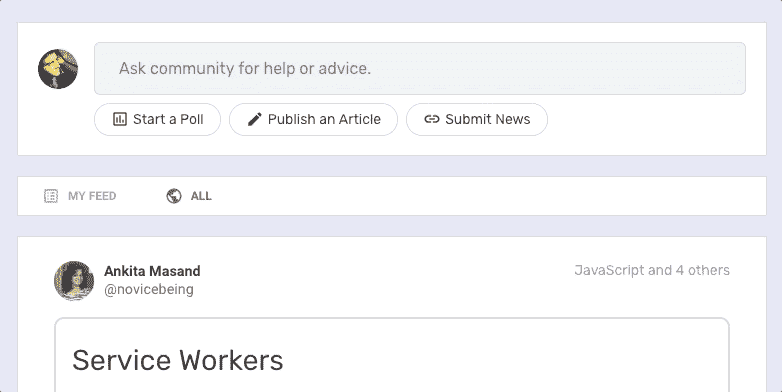 Ask community for help or advice.
Start a Poll Publish an Article Submit News
MY FEED ALL
Ankita Masand JavaScript and 4 others
@novicebeing
Service Workers